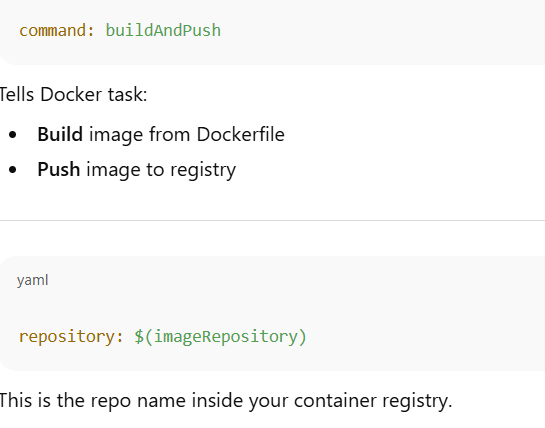 command: buildAndPush
Tells Docker task:
• Build image from Dockerfile
• Push image to registry
yaml
repository: $(imageRepository)
This is the repo name inside your container registry.